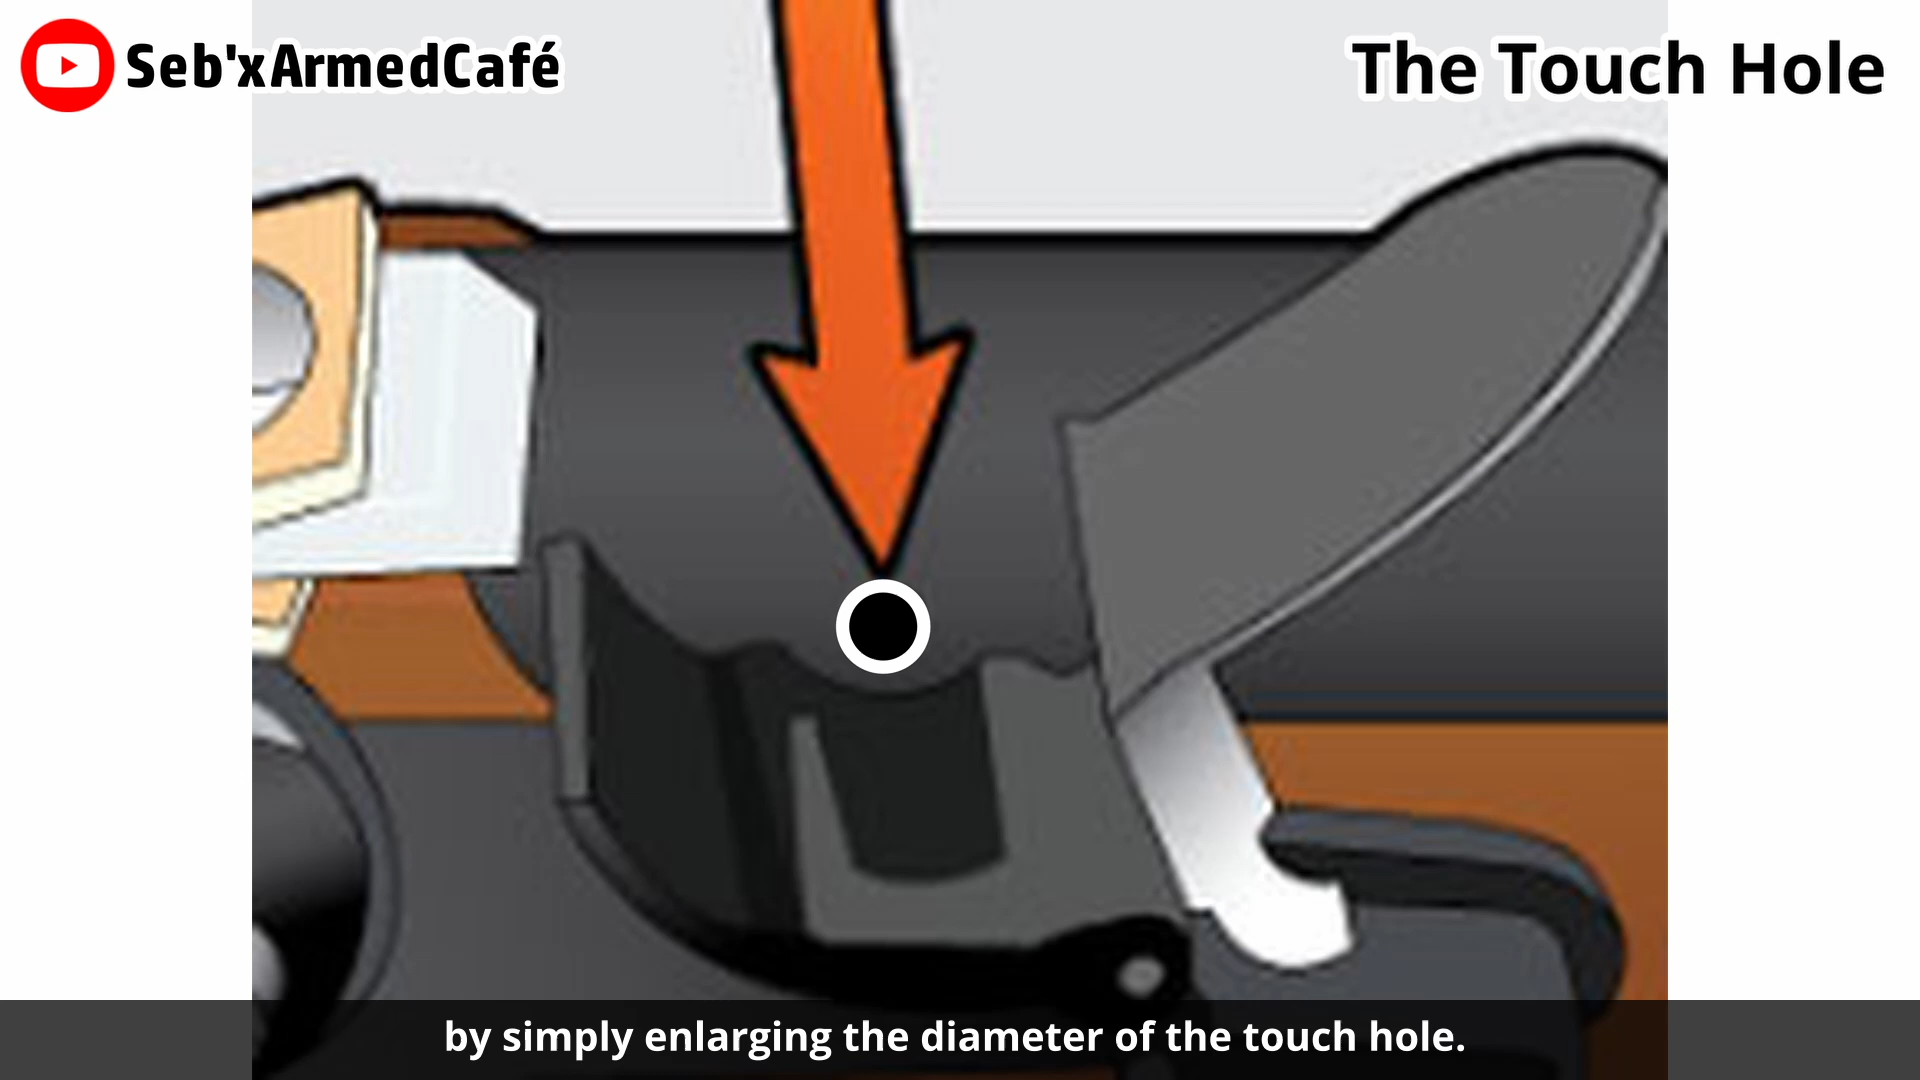 Seb'xArmedCafé
The Touch Hole
by simply enlarging the diameter of the touch hole.